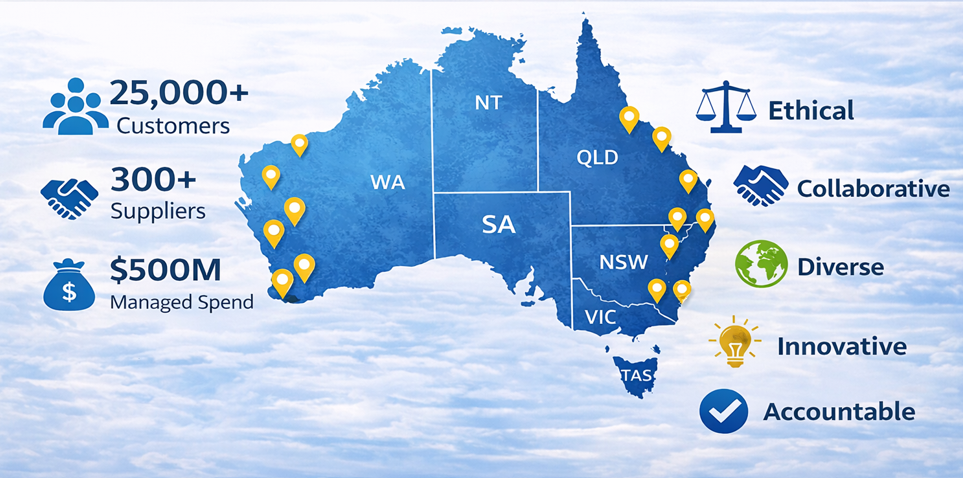 25,000+
Customers
300+
Suppliers
$
$500M
Managed Spend
NT
QLD
WA
SA
NSW
VIC
TAS
Ethical
Collaborative
Diverse
Innovative
Accountable